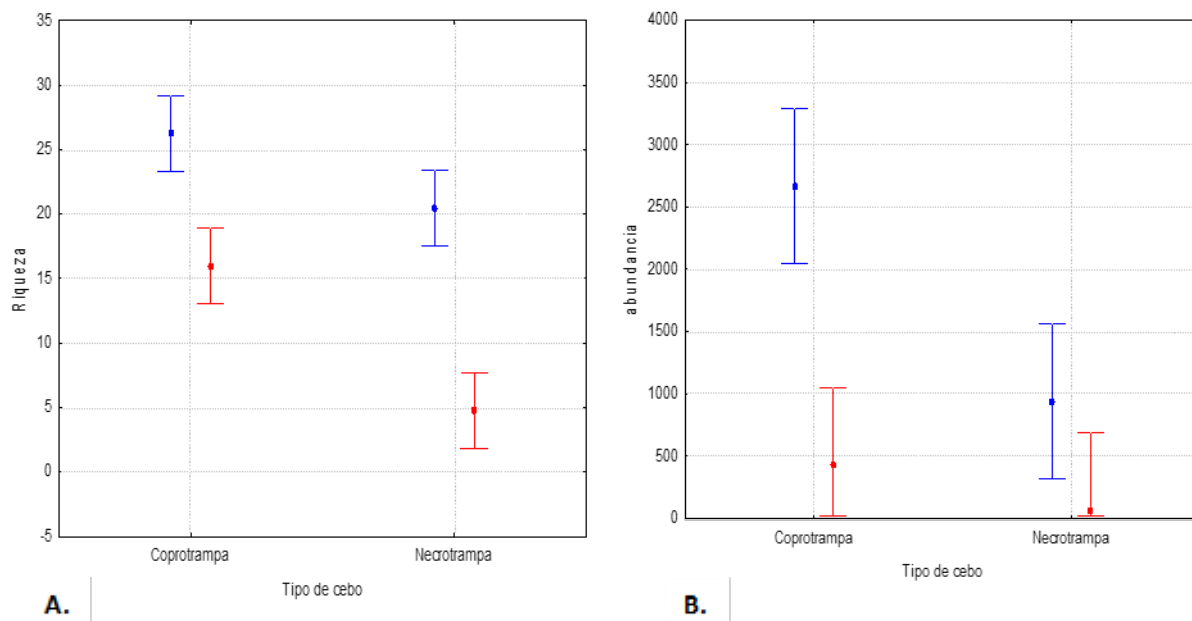 35
30
25
20
15
10
5
0
-5
Riqueza
Coprotrampa Necrotrampa
Tipo de cebo
A.
4000
3500
3000
2500
2000
1500
1000
500
0
abundancia
Coprotrampa Necrotrampa
Tipo de cebo
B.